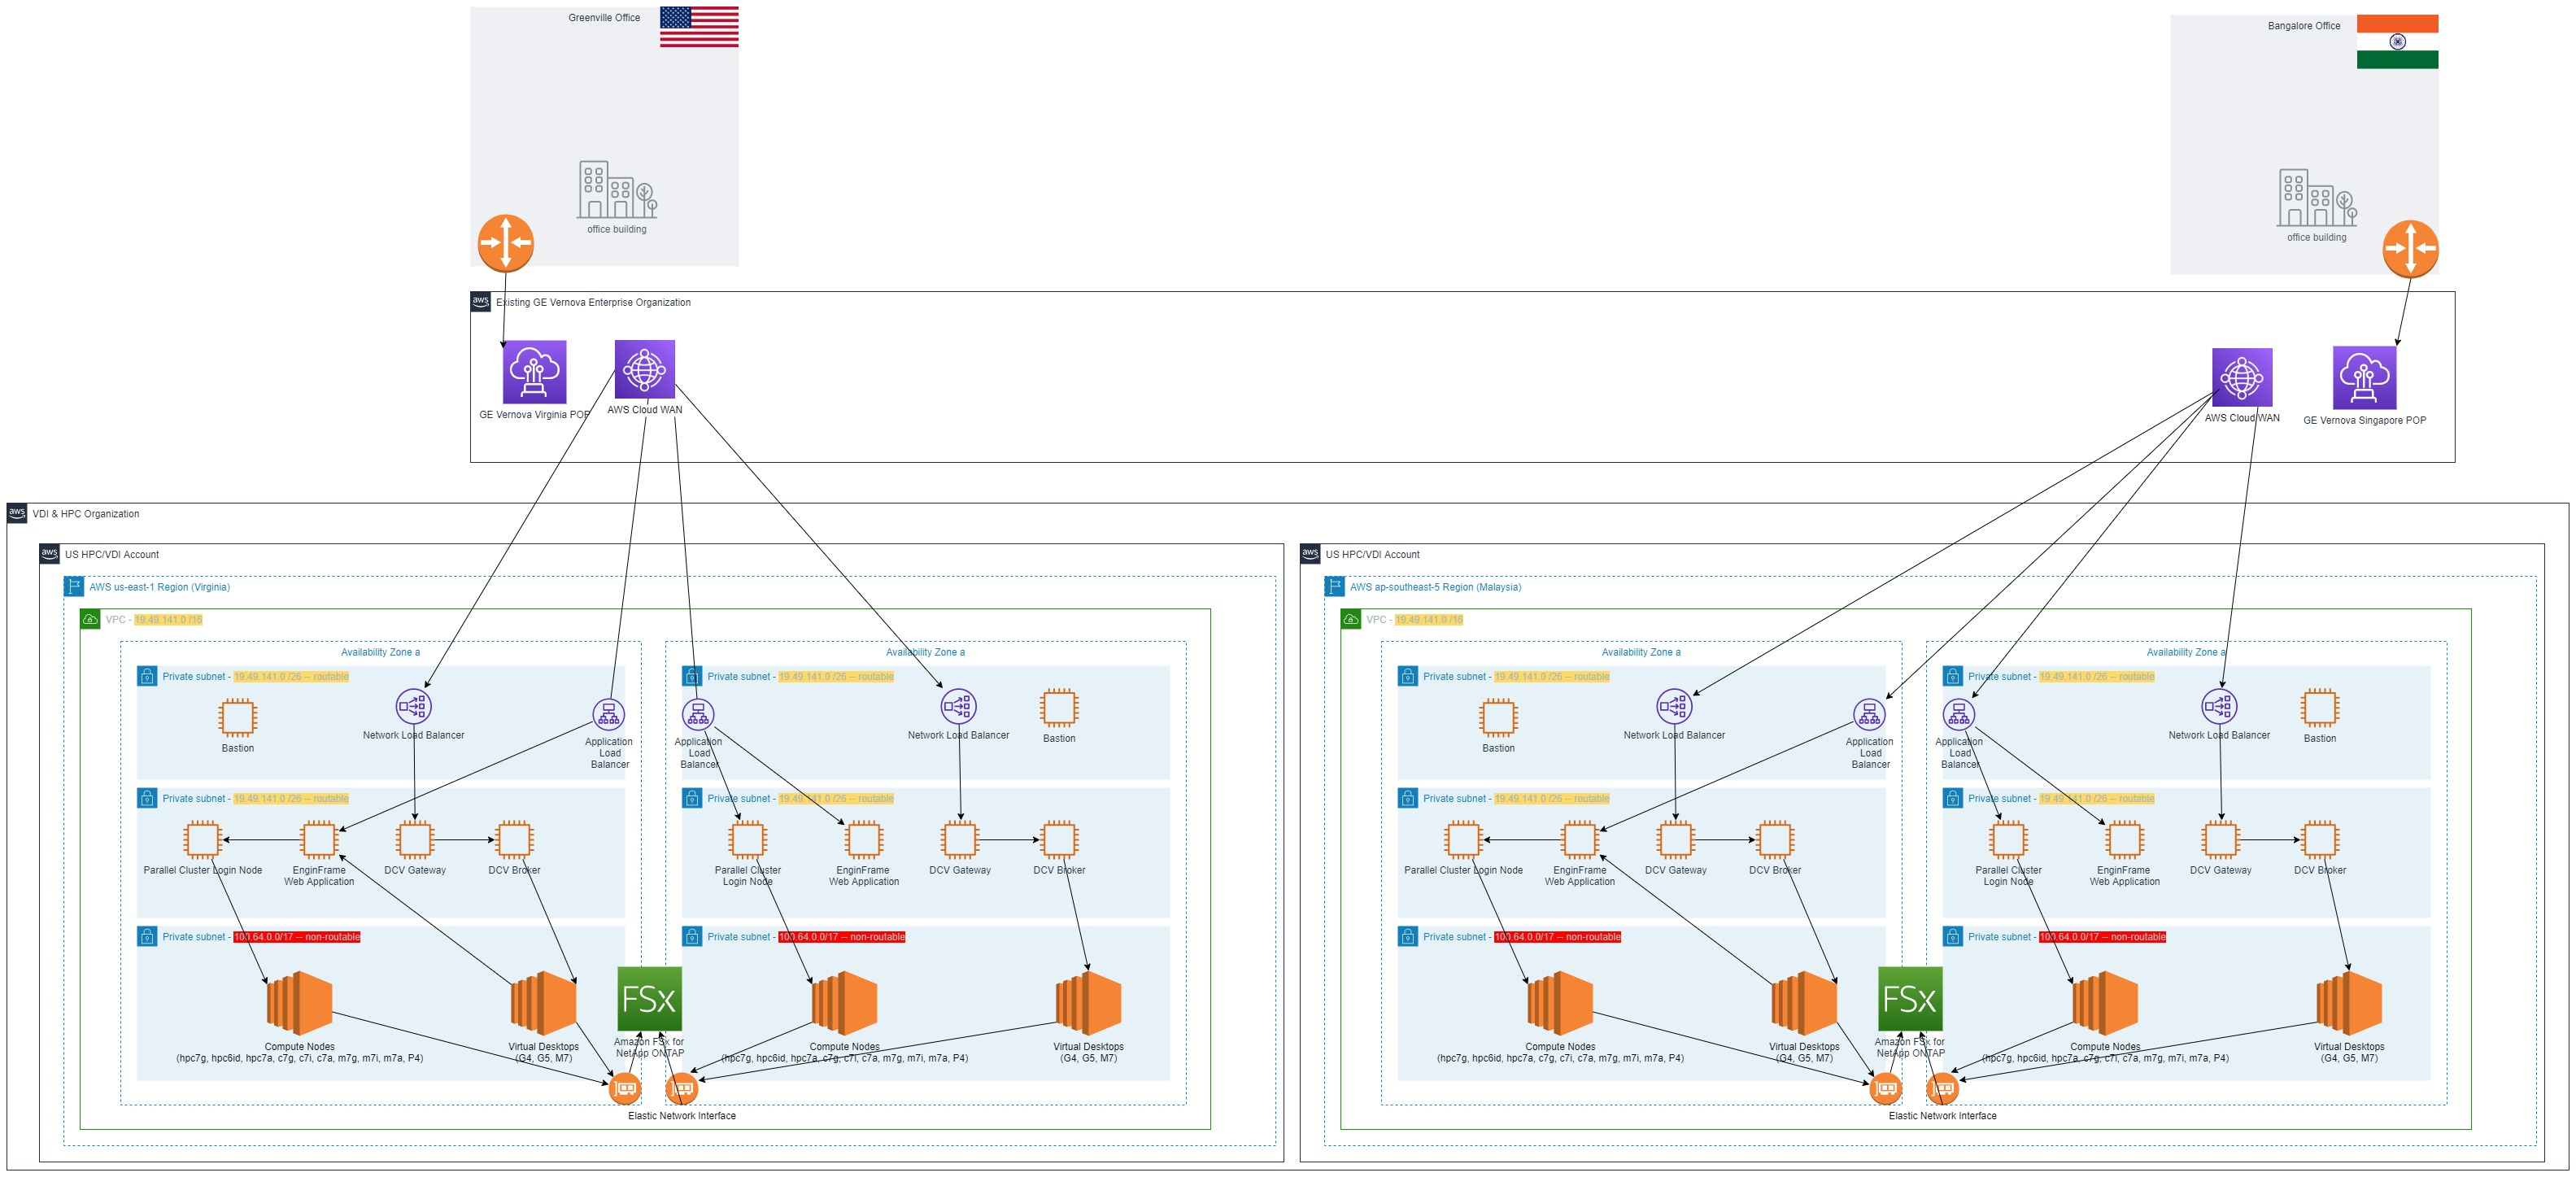 Greenville Office
Bangalore Office
office building
office building
aws
Existing GE Vernova Enterprise Organization
GE Vernova Virginia POP
AWS Cloud WAN
AWS Cloud WAN
GE Vernova Singapore POP
aws
VDI & HPC Organization
aws
US HPC/VDI Account
AWS us-east-1 Region (Virginia)
VPC - 19.49.141.0 /16
Availability Zone a
Private subnet - 19.49.141.0 /26 -- routable
Bastion
Network Load Balancer
Application
Load
Balancer
Private subnet - 19.49.141.0 /26 -- routable
Parallel Cluster Login Node
EnginFrame
Web Application
DCV Gateway
DCV Broker
Private subnet - 100.64.0.0/17 -- non-routable
Compute Nodes
(hpc7g, hpc6id, hpc7a, c7g, c7i, c7a, m7g, m7i, m7a, P4)
Virtual Desktops
(G4, G5, M7)
FSx
Amazon FSx for
NetApp ONTAP
Availability Zone a
Private subnet - 19.49.141.0 /26 -- routable
Application
Load
Balancer
Network Load Balancer
Bastion
Private subnet - 19.49.141.0 /26 -- routable
Parallel Cluster
Login Node
EnginFrame
Web Application
DCV Gateway
DCV Broker
Private subnet - 100.64.0.0/17 -- non-routable
Compute Nodes
(hpc7g, hpc6id, hpc7a, c7g, c7i, c7a, m7g, m7i, m7a, P4)
Virtual Desktops
(G4, G5, M7)
Elastic Network Interface
aws
US HPC/VDI Account
AWS ap-southeast-5 Region (Malaysia)
VPC - 19.49.141.0 /16
Availability Zone a
Private subnet - 19.49.141.0 /26 -- routable
Bastion
Network Load Balancer
Application
Load
Balancer
Private subnet - 19.49.141.0 /26 -- routable
Parallel Cluster Login Node
EnginFrame
Web Application
DCV Gateway
DCV Broker
Private subnet - 100.64.0.0/17 -- non-routable
Compute Nodes
(hpc7g, hpc6id, hpc7a, c7g, c7i, c7a, m7g, m7i, m7a, P4)
Virtual Desktops
(G4, G5, M7)
FSx
Amazon FSx for
NetApp ONTAP
Availability Zone a
Private subnet - 19.49.141.0 /26 -- routable
Application
Load
Balancer
Network Load Balancer
Bastion
Private subnet - 19.49.141.0 /26 -- routable
Parallel Cluster
Login Node
EnginFrame
Web Application
DCV Gateway
DCV Broker
Private subnet - 100.64.0.0/17 -- non-routable
Compute Nodes
(hpc7g, hpc6id, hpc7a, c7g, c7i, c7a, m7g, m7i, m7a, P4)
Virtual Desktops
(G4, G5, M7)
Elastic Network Interface